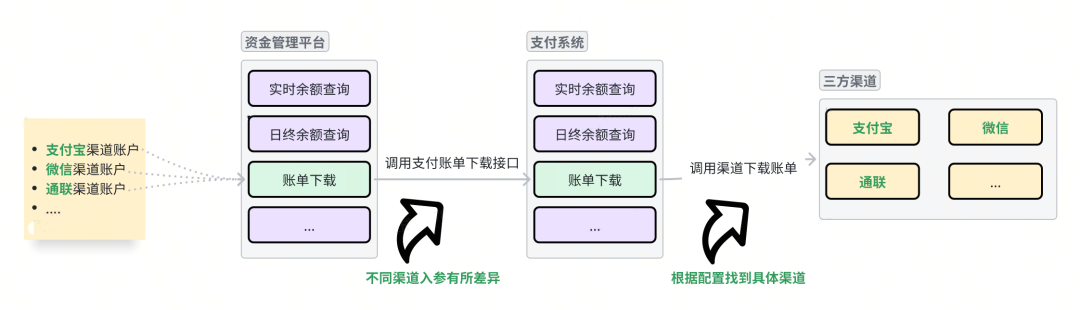 • 支付宝渠道账户
• 微信渠道账户
• 通联渠道账户
• ....
资金管理平台
实时余额查询
日终余额查询
账单下载
...
调用支付账单下载接口
不同渠道入参有所差异
支付系统
实时余额查询
日终余额查询
账单下载
...
调用渠道下载账单
根据配置找到具体渠道
三方渠道
支付宝
微信
通联
...